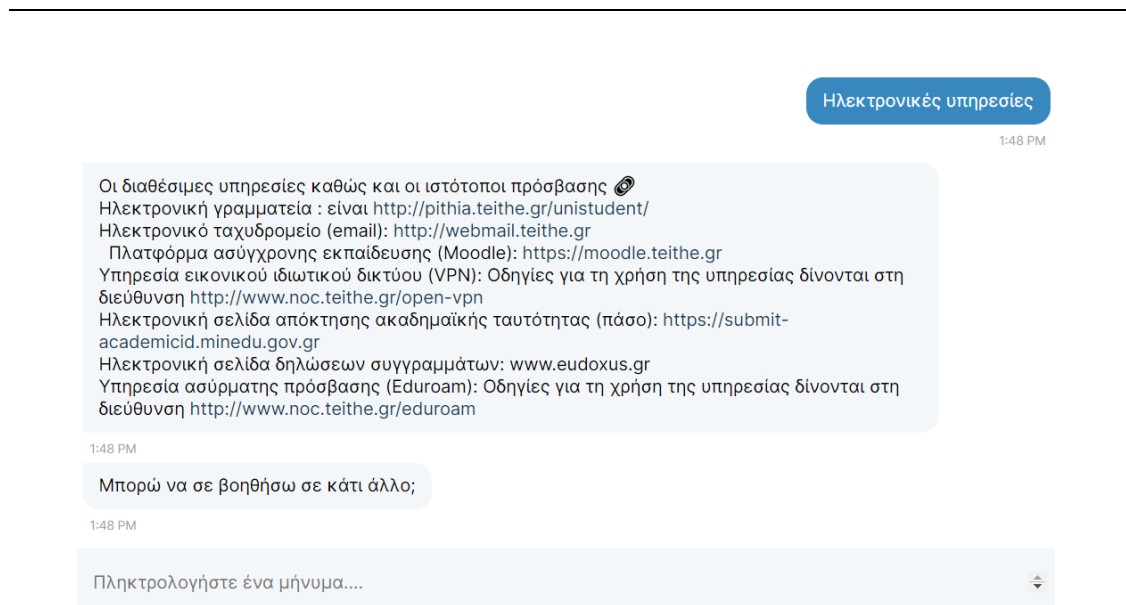 Ηλεκτρονικές υπηρεσίες
1:48 PM
Οι διαθέσιμες υπηρεσίες καθώς και οι ιστότοποι πρόσβασης
Ηλεκτρονική γραμματεία : είναι http://pithia.teithe.gr/unistudent/
Ηλεκτρονικό ταχυδρομείο (email): http://webmail.teithe.gr
Πλατφόρμα ασύγχρονης εκπαίδευσης (Moodle): https://moodle.teithe.gr
Υπηρεσία εικονικού ιδιωτικού δικτύου (VPN): Οδηγίες για τη χρήση της υπηρεσίας δίνονται στη
διεύθυνση http://www.noc.teithe.gr/open-vpn
Ηλεκτρονική σελίδα απόκτησης ακαδημαϊκής ταυτότητας (πάσο): https://submit-
academicid.minedu.gov.gr
Ηλεκτρονική σελίδα δηλώσεων συγγραμμάτων: www.eudoxus.gr
Υπηρεσία ασύρματης πρόσβασης (Eduroam): Οδηγίες για τη χρήση της υπηρεσίας δίνονται στη
διεύθυνση http://www.noc.teithe.gr/eduroam
1:48 PM
Μπορώ να σε βοηθήσω σε κάτι άλλο;
1:48 PM
Πληκτρολογήστε ένα μήνυμα....